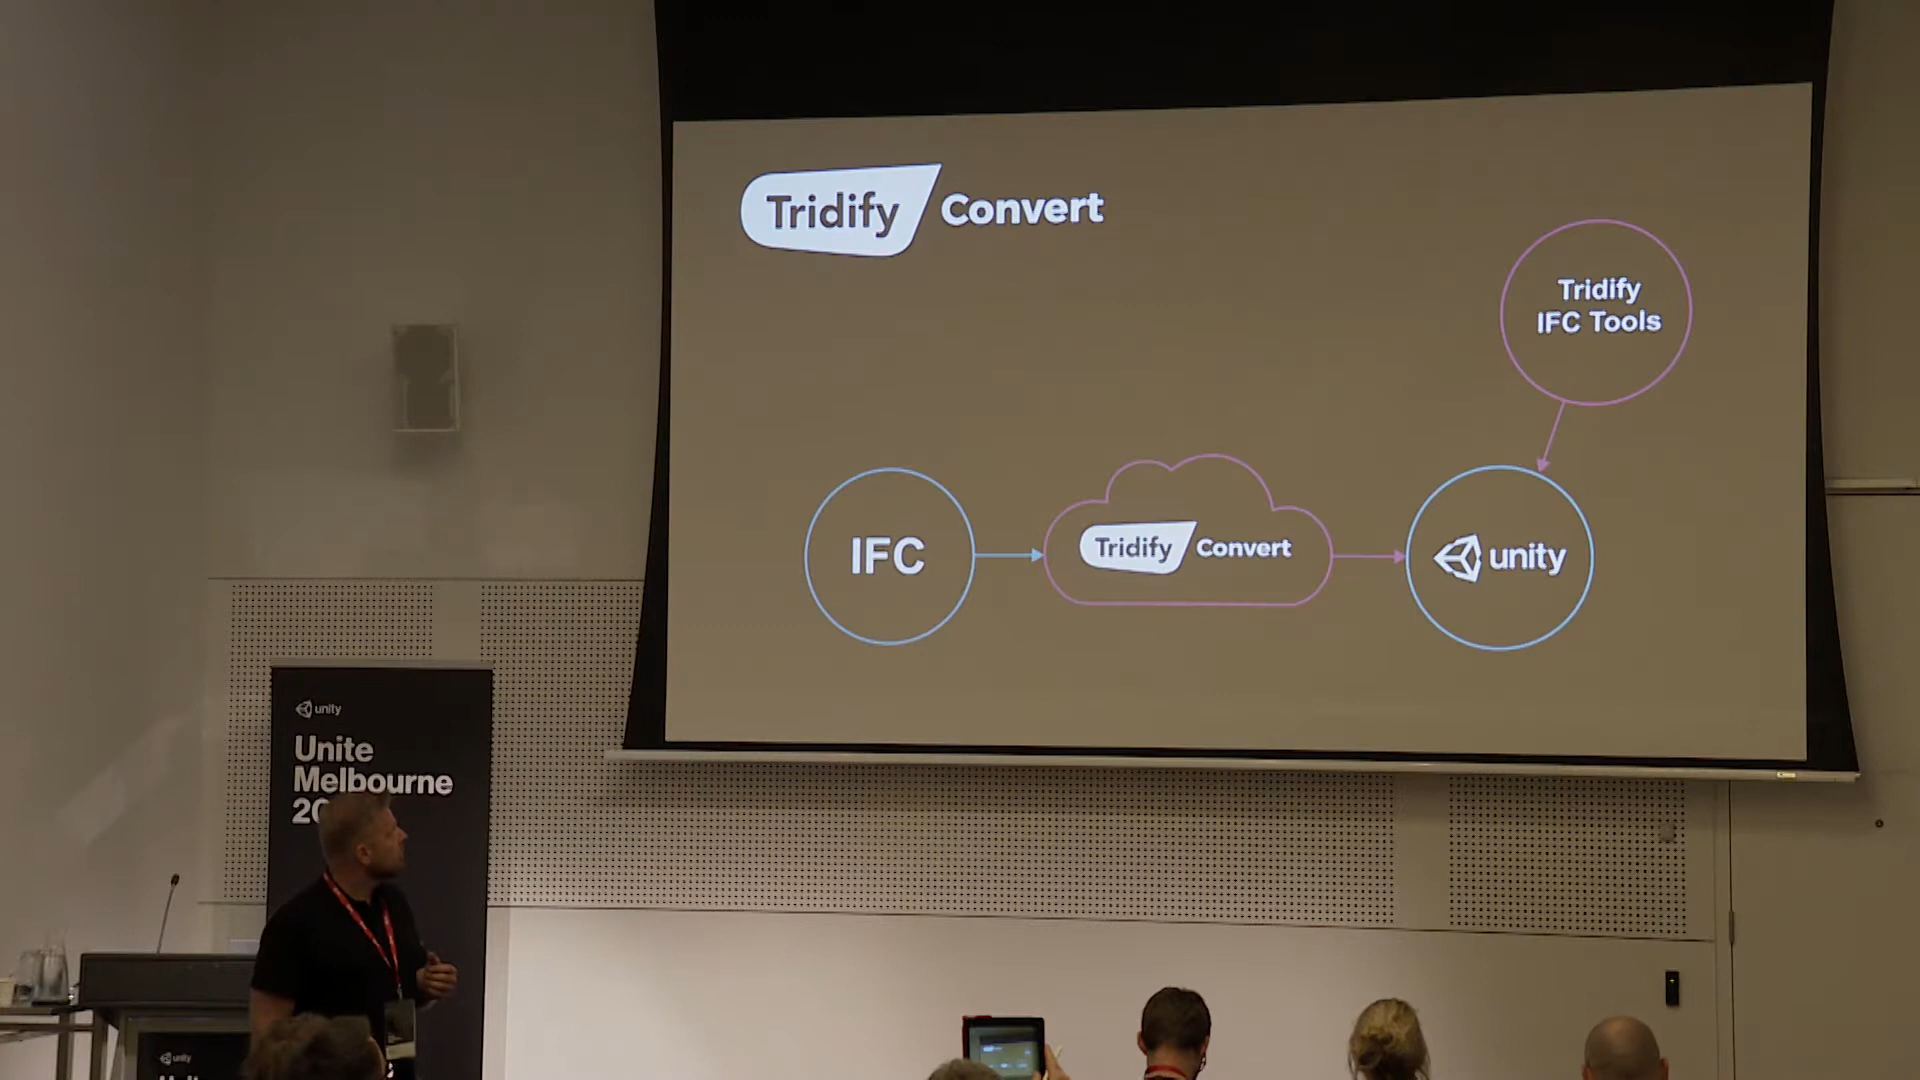 Tridify Convert
Tridify
IFC Tools
IFC
Tridify Convert
unity
unity
Unite
Melbourne
20
unity